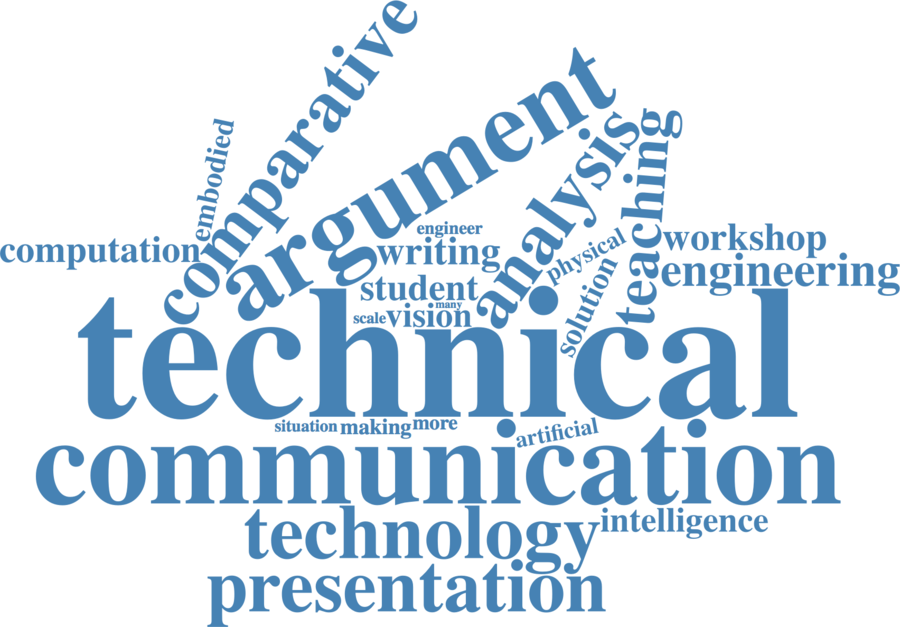 comparative
argument
embodied
analysis
teaching
computation
engineer
writing
physical
workshop
engineering
student
many
solution
scale
vision
technical
situation
making
more
artificial
communication
technology
intelligence
presentation